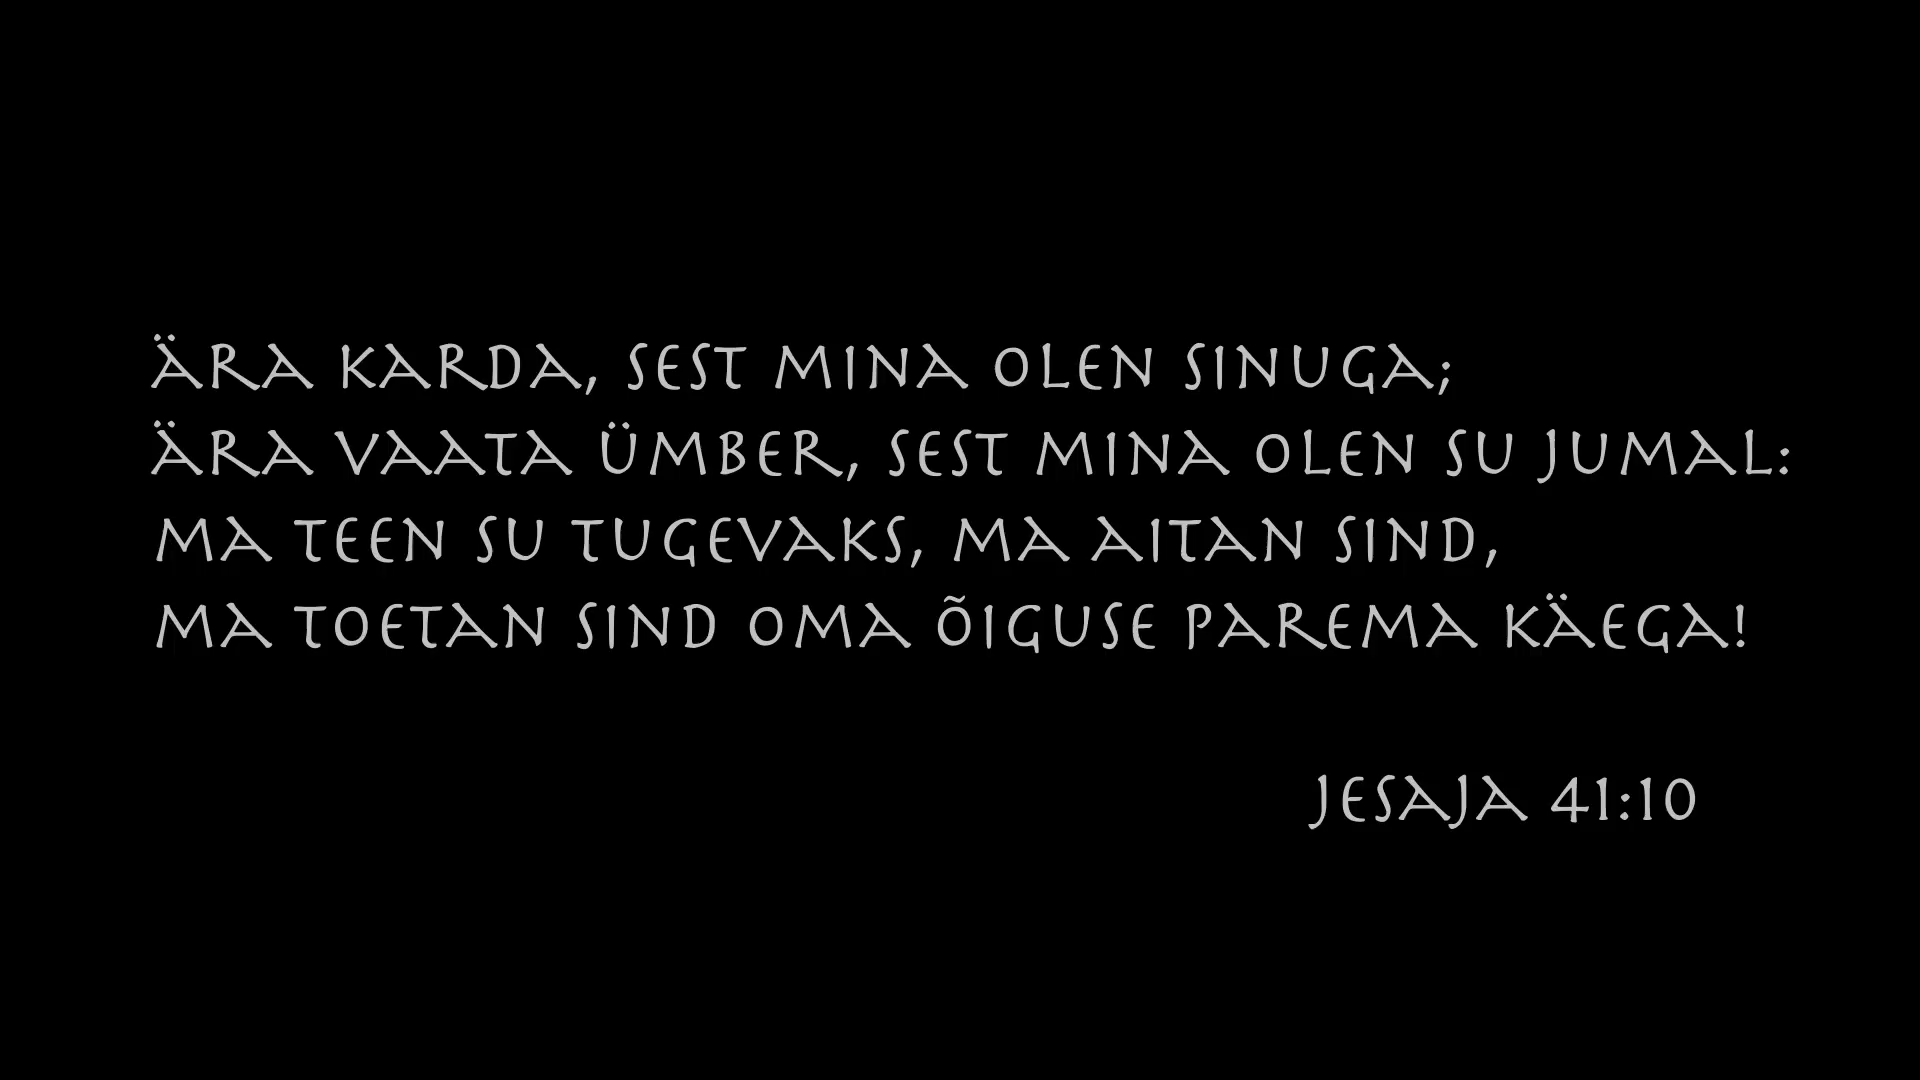 ÄRA KARDA, SEST MINA OLEN SINUGA;
ÄRA VAATA ÜMBER, SEST MINA OLEN SU JUMAL:
MA TEEN SU TUGEVAKS, MA AITAN SIND,
MA TOETAN SIND OMA ÕIGUSE PAREMA KÄEGA!
JESAJA 41:10